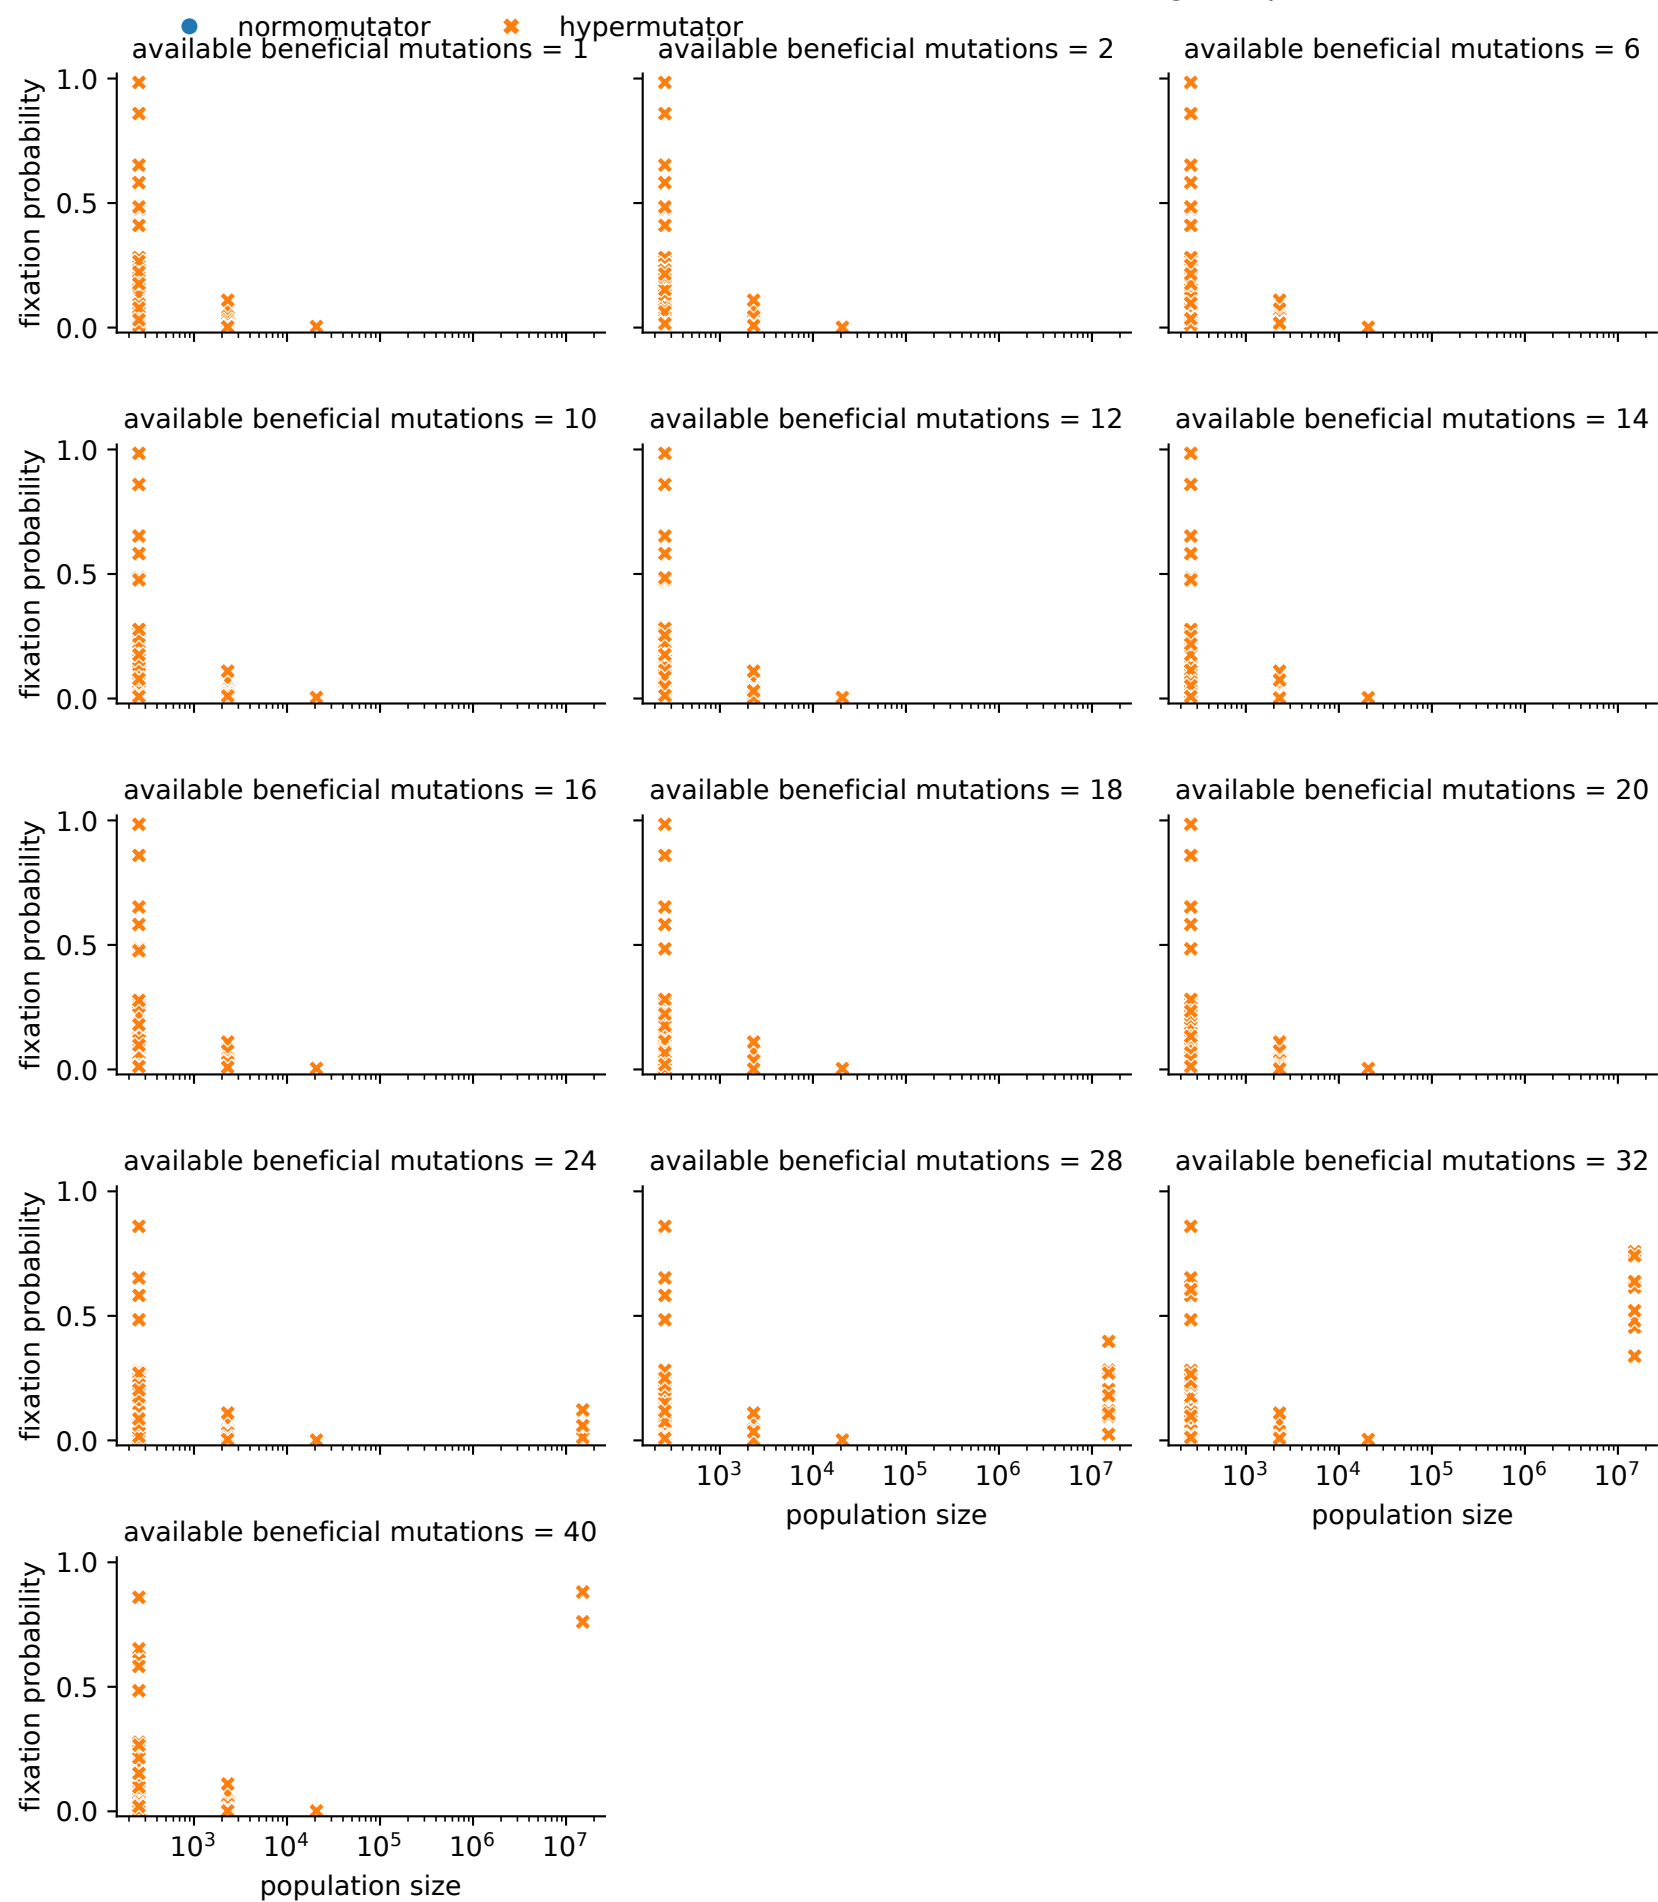 normomutator hypermutator
available beneficial mutations = 1 available beneficial mutations = 2 available beneficial mutations = 6
fixation probability
1.0
0.5
0.0
available beneficial mutations = 10 available beneficial mutations = 12 available beneficial mutations = 14
fixation probability
1.0
0.5
0.0
available beneficial mutations = 16 available beneficial mutations = 18 available beneficial mutations = 20
fixation probability
1.0
0.5
0.0
available beneficial mutations = 24 available beneficial mutations = 28 available beneficial mutations = 32
fixation probability
1.0
0.5
0.0
10³ 10⁴ 10⁵ 10⁶ 10⁷ 10³ 10⁴ 10⁵ 10⁶ 10⁷
population size population size
available beneficial mutations = 40
fixation probability
1.0
0.5
0.0
10³ 10⁴ 10⁵ 10⁶ 10⁷
population size